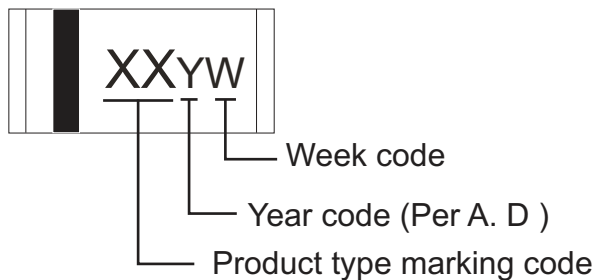 XXYW
Week code
Year code (Per A. D )
Product type marking code